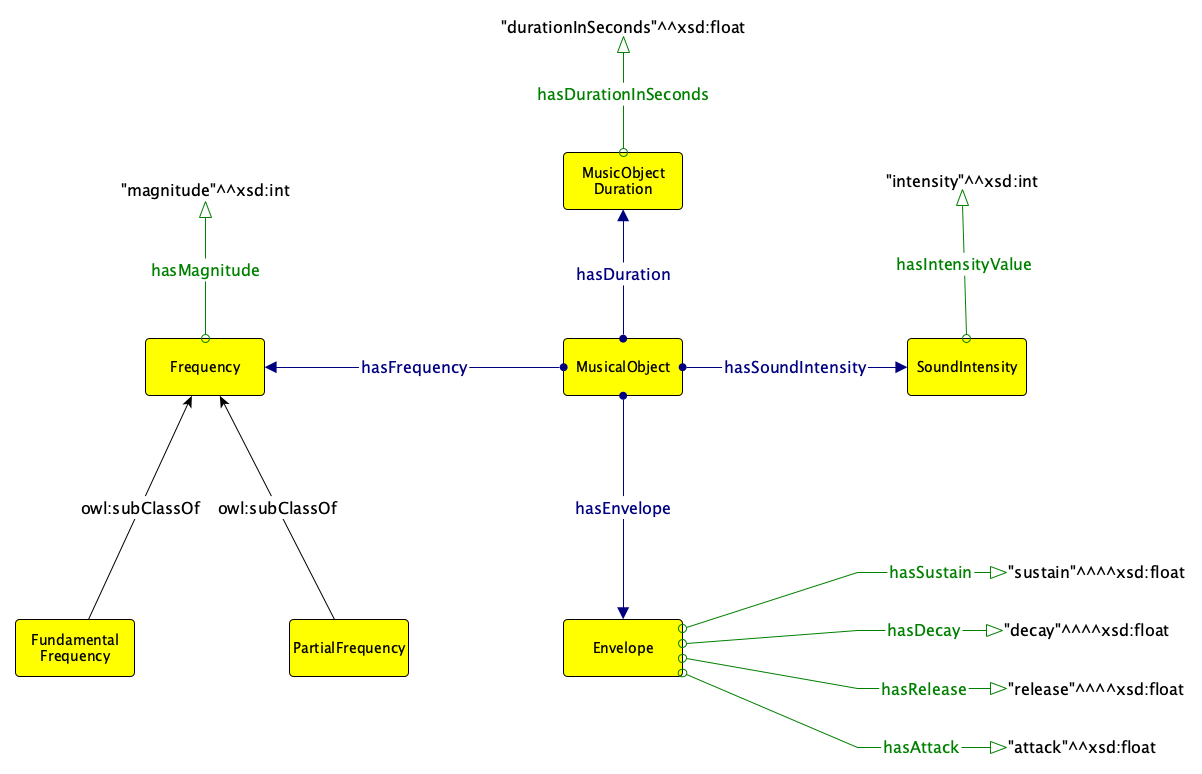 "durationInSeconds"^^xsd:float
hasDurationInSeconds
MusicObject
Duration
"magnitude"^^xsd:int
"intensity"^^xsd:int
hasMagnitude
hasDuration
hasIntensityValue
Frequency
hasFrequency
MusicalObject
hasSoundIntensity
SoundIntensity
owl:subClassOf
owl:subClassOf
hasEnvelope
hasSustain
"sustain"^^^^xsd:float
Fundamental
Frequency
PartialFrequency
Envelope
hasDecay
"decay"^^^^xsd:float
hasRelease
"release"^^^^xsd:float
hasAttack
"attack"^^xsd:float